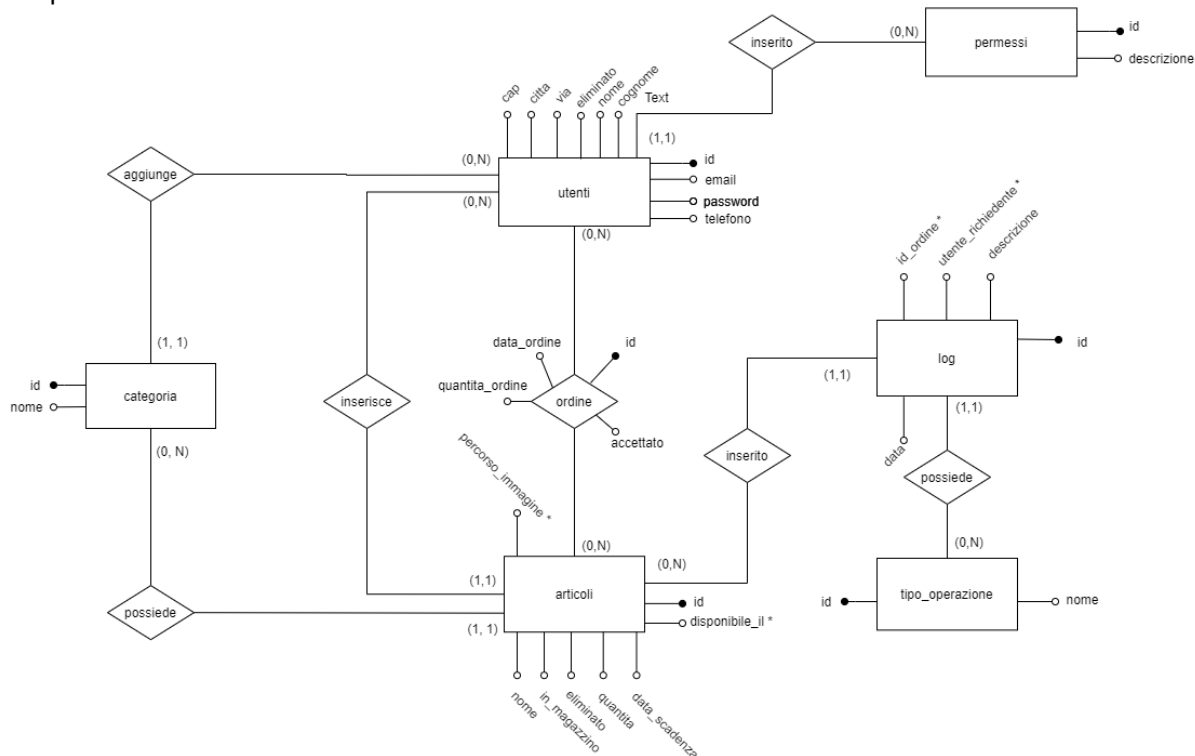 inserito
(0,N)
permessi
id
descrizione
cap
citta
via
eliminato
nome
cognome
Text
(1,1)
aggiunge
(0,N)
(0,N)
utenti
id
email
password
telefono
(0,N)
id_ordine *
utente_richiedente *
descrizione
log
id
(1,1)
(1,1)
data
(1, 1)
id
nome
categoria
(0, N)
inserisce
data_ordine
id
quantita_ordine
ordine
accettato
inserito
possiede
percorso_immagine *
(0,N)
(0,N)
(0,N)
(1,1)
articoli
id
disponibile_il *
(1, 1)
possiede
id
tipo_operazione
nome
nome
in_magazzino
eliminato
quantita
data_scadenza